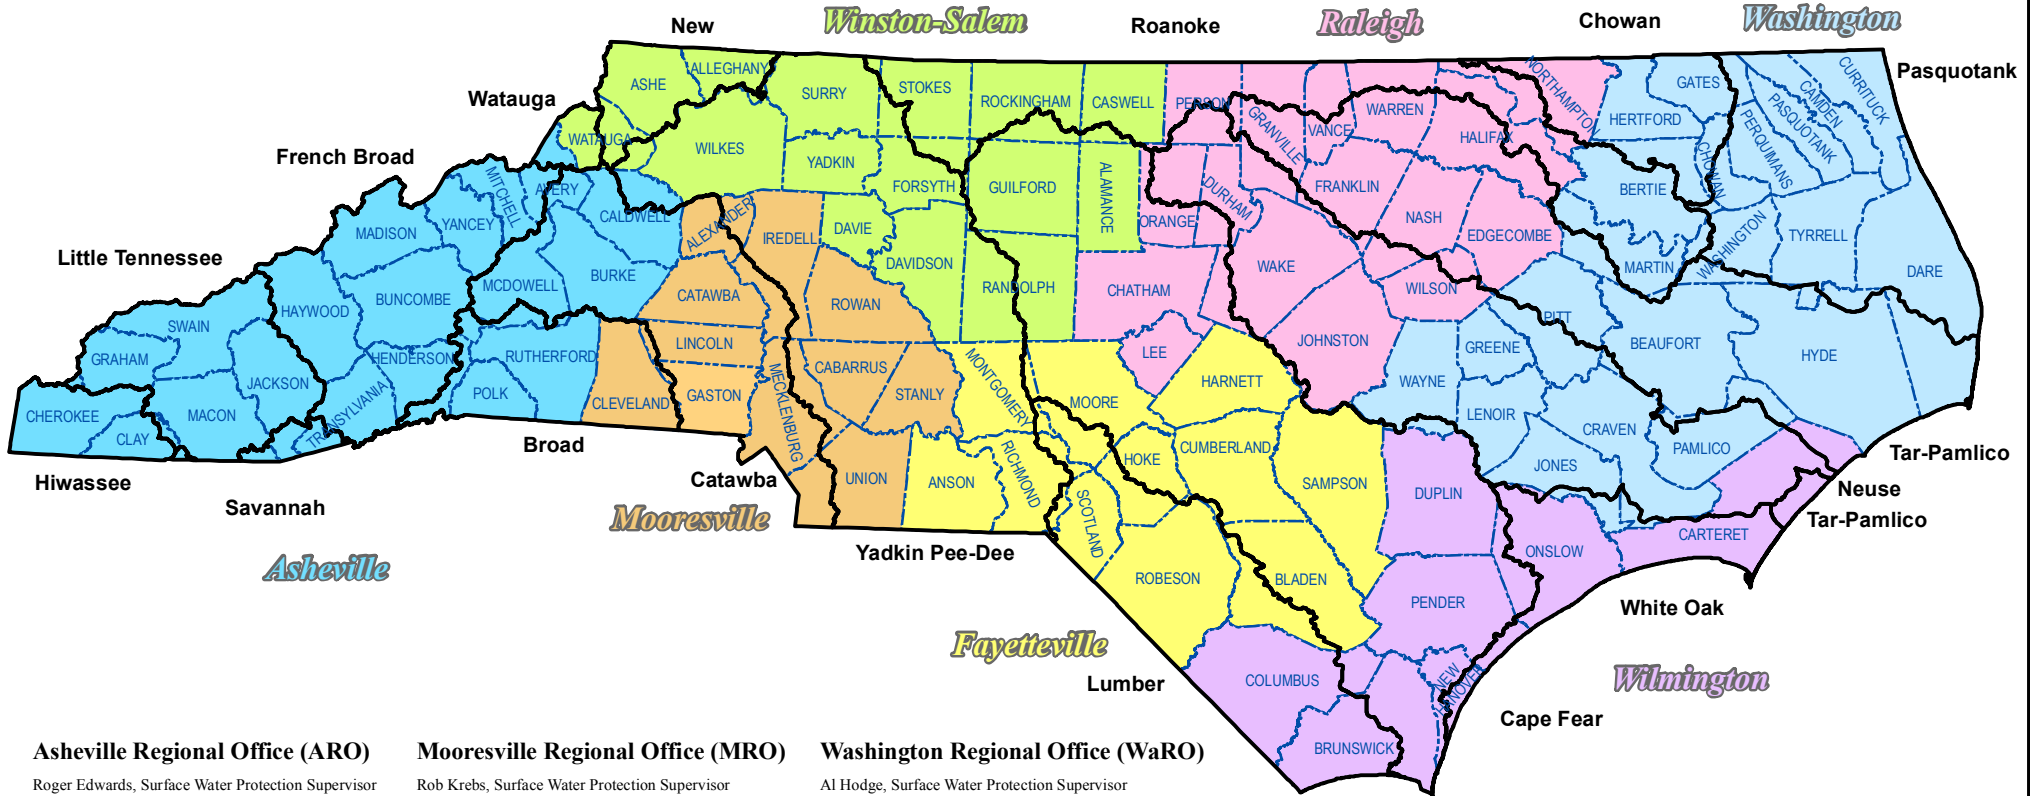 New
Winston-Salem
Roanoke
Raleigh
Chowan
Washington
Pasquotank
Watauga
French Broad
Little Tennessee
ASHE
ALLEGHANY
SURRY
STOKES
ROCKINGHAM
CASWELL
PERSON
GRANVILLE
VANCE
WARREN
NORTHAMPTON
HALIFAX
HERTFORD
GATES
CURRITUCK
CAMDEN
PASQUOTANK
PERQUIMANS
CHOWAN
WATAUGA
WILKES
YADKIN
FORSYTH
GUILFORD
ALAMANCE
ORANGE
DURHAM
FRANKLIN
NASH
EDGECOMBE
BERTIE
MARTIN
WASHINGTON
TYRRELL
DARE
MITCHELL
AVERY
CALDWELL
ALEXANDER
IREDELL
DAVIE
DAVIDSON
RANDOLPH
CHATHAM
WAKE
WILSON
MADISON
YANCEY
MCDOWELL
BURKE
CATAWBA
ROWAN
BUNCOMBE
HAYWOOD
SWAIN
GRAHAM
JACKSON
MACON
CHEROKEE
CLAY
TRANSYLVANIA
HENDERSON
RUTHERFORD
POLK
CLEVELAND
LINCOLN
GASTON
MECKLENBURG
CABARRUS
STANLY
UNION
ANSON
MONTGOMERY
RICHMOND
MOORE
LEE
HARNETT
JOHNSTON
WAYNE
GREENE
PITT
BEAUFORT
HYDE
LENOIR
CRAVEN
PAMLICO
JONES
HOKE
CUMBERLAND
SAMPSON
DUPLIN
SCOTLAND
ROBESON
BLADEN
PENDER
ONSLOW
CARTERET
COLUMBUS
BRUNSWICK
NEW
HANOVER
Hiwassee
Savannah
Broad
Catawba
Mooresville
Yadkin Pee-Dee
Asheville
Tar-Pamlico
Neuse
Tar-Pamlico
White Oak
Fayetteville
Lumber
Wilmington
Cape Fear
Asheville Regional Office (ARO)
Roger Edwards, Surface Water Protection Supervisor
Mooresville Regional Office (MRO)
Rob Krebs, Surface Water Protection Supervisor
Washington Regional Office (WaRO)
Al Hodge, Surface Water Protection Supervisor